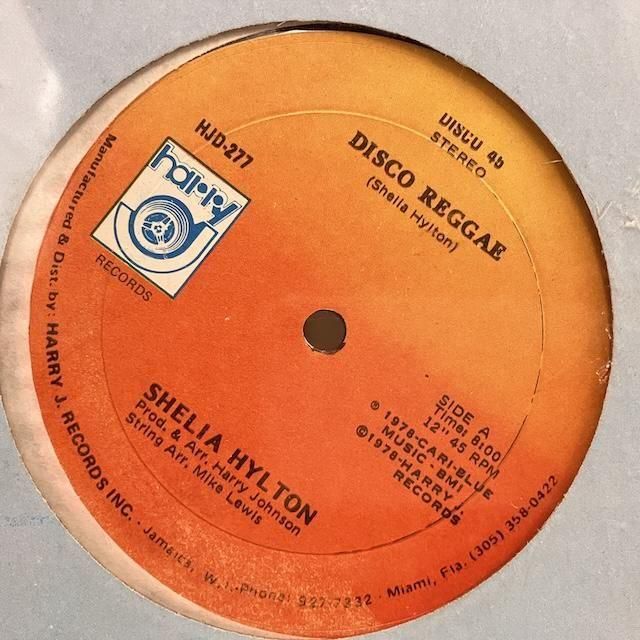 DISCO 45
STEREO
HJD-277
DISCO REGGAE
(Shelia Hylton)
harry
RECORDS
SHELIA HYLTON
Prod. & Arr. Harry Johnson
String Arr. Mike Lewis
SIDE A
Time: 8:00
12" 45 RPM
℗ 1978-CARI-BLUE
MUSIC-BMI
©1978-HARRY J.
RECORDS
Manufactured & Dist. by: HARRY J. RECORDS INC. - Jamaica, W.I.-Phone: 927-7332 - Miami, Fla. (305) 358-0422